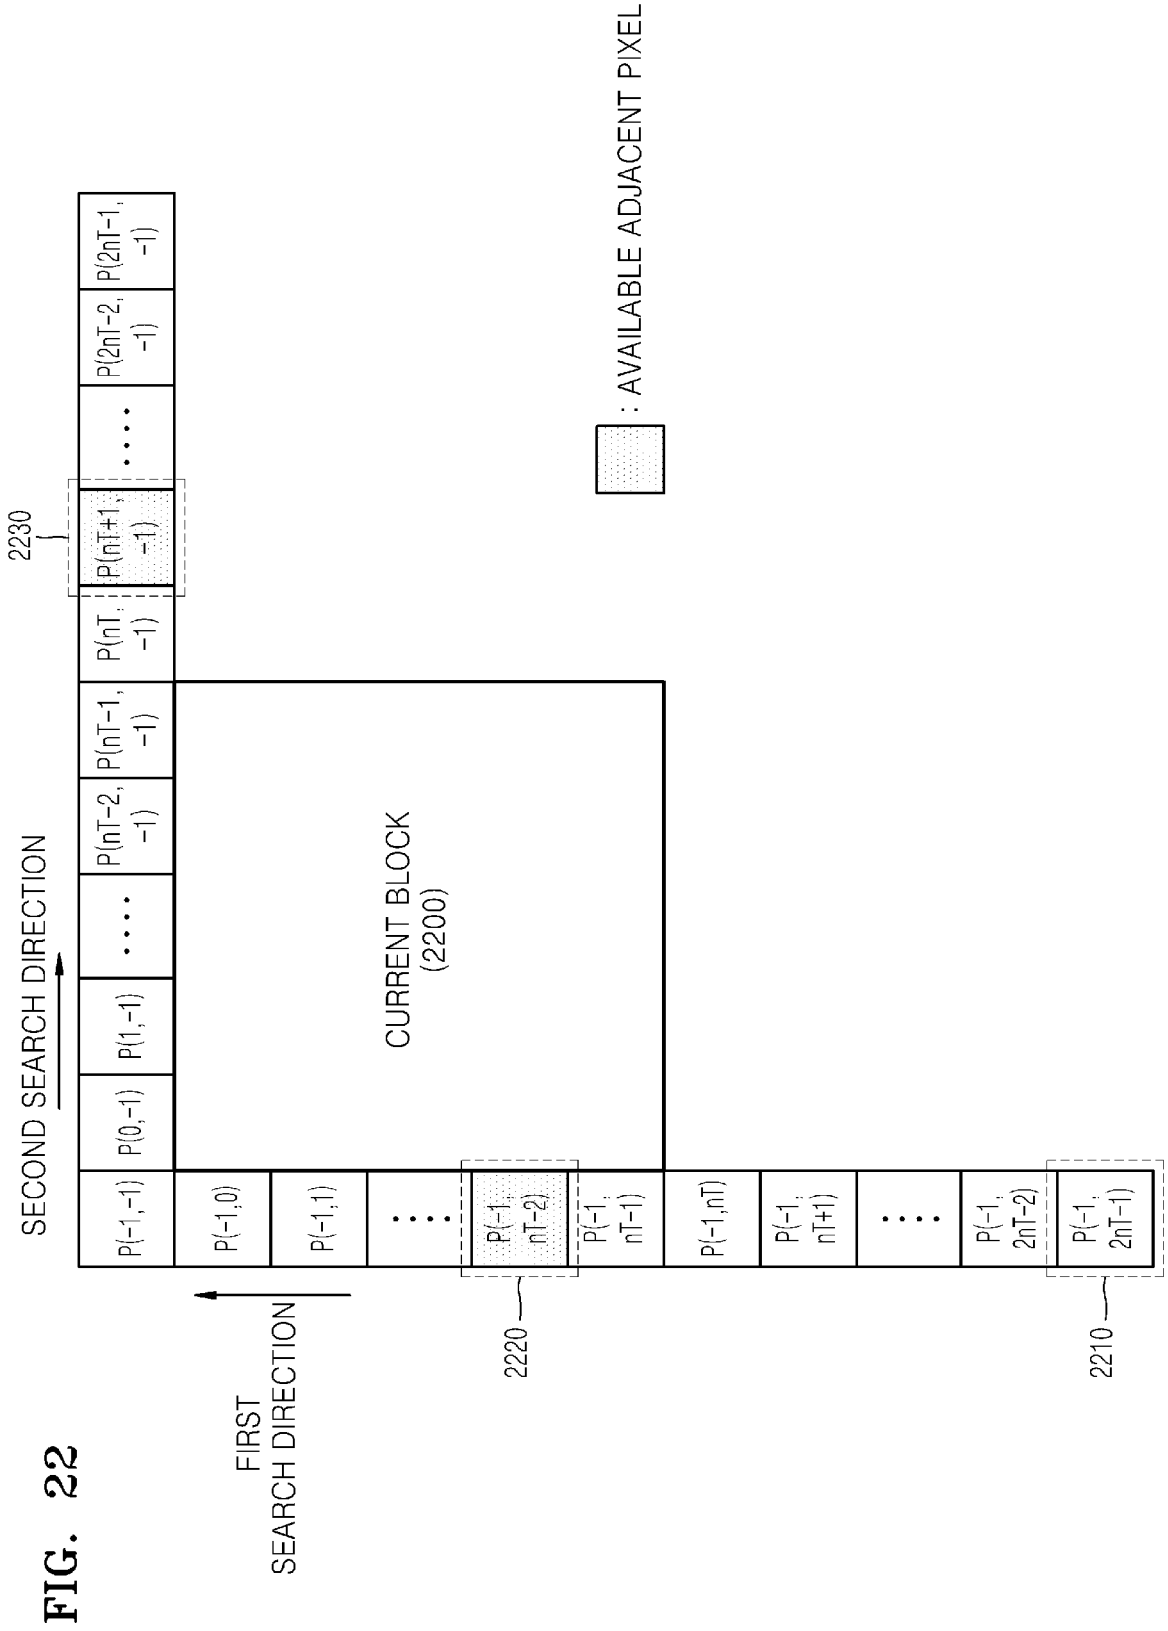 FIG. 22
SECOND SEARCH DIRECTION
2230
P(-1,-1)
P(0,-1)
P(1,-1)
....
P(nT-2,
-1)
P(nT-1,
-1)
P(nT,
-1)
P(nT+1,
-1)
....
P(2nT-2,
-1)
P(2nT-1,
-1)
FIRST
SEARCH DIRECTION
P(-1,0)
P(-1,1)
....
P(-1,
nT-2)
2220
P(-1,
nT-1)
P(-1,nT)
P(-1,
nT+1)
....
P(-1,
2nT-2)
P(-1,
2nT-1)
2210
CURRENT BLOCK
(2200)
: AVAILABLE ADJACENT PIXEL